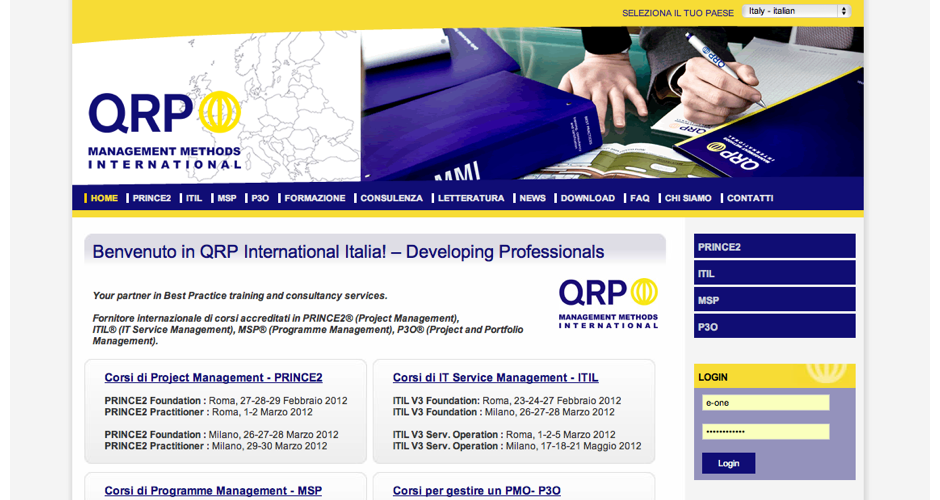 SELEZIONA IL TUO PAESE
Italy - italian
QRP
MANAGEMENT METHODS
INTERNATIONAL
MMI
QRP
HOME PRINCE2 ITIL MSP P3O FORMAZIONE CONSULENZA LETTERATURA NEWS DOWNLOAD FAQ CHI SIAMO CONTATTI
Benvenuto in QRP International Italia! – Developing Professionals
Your partner in Best Practice training and consultancy services.
Fornitore internazionale di corsi accreditati in PRINCE2® (Project Management),
ITIL® (IT Service Management), MSP® (Programme Management), P3O® (Project and Portfolio
Management).
QRP
MANAGEMENT METHODS
INTERNATIONAL
Corsi di Project Management - PRINCE2
PRINCE2 Foundation : Roma, 27-28-29 Febbraio 2012
PRINCE2 Practitioner : Roma, 1-2 Marzo 2012
PRINCE2 Foundation : Milano, 26-27-28 Marzo 2012
PRINCE2 Practitioner : Milano, 29-30 Marzo 2012
Corsi di IT Service Management - ITIL
ITIL V3 Foundation: Roma, 23-24-27 Febbraio 2012
ITIL V3 Foundation : Milano, 26-27-28 Marzo 2012
ITIL V3 Serv. Operation : Roma, 1-2-5 Marzo 2012
ITIL V3 Serv. Operation : Milano, 17-18-21 Maggio 2012
Corsi di Programme Management - MSP
Corsi per gestire un PMO- P3O
PRINCE2
ITIL
MSP
P3O
LOGIN
e-one
••••••••••••
Login